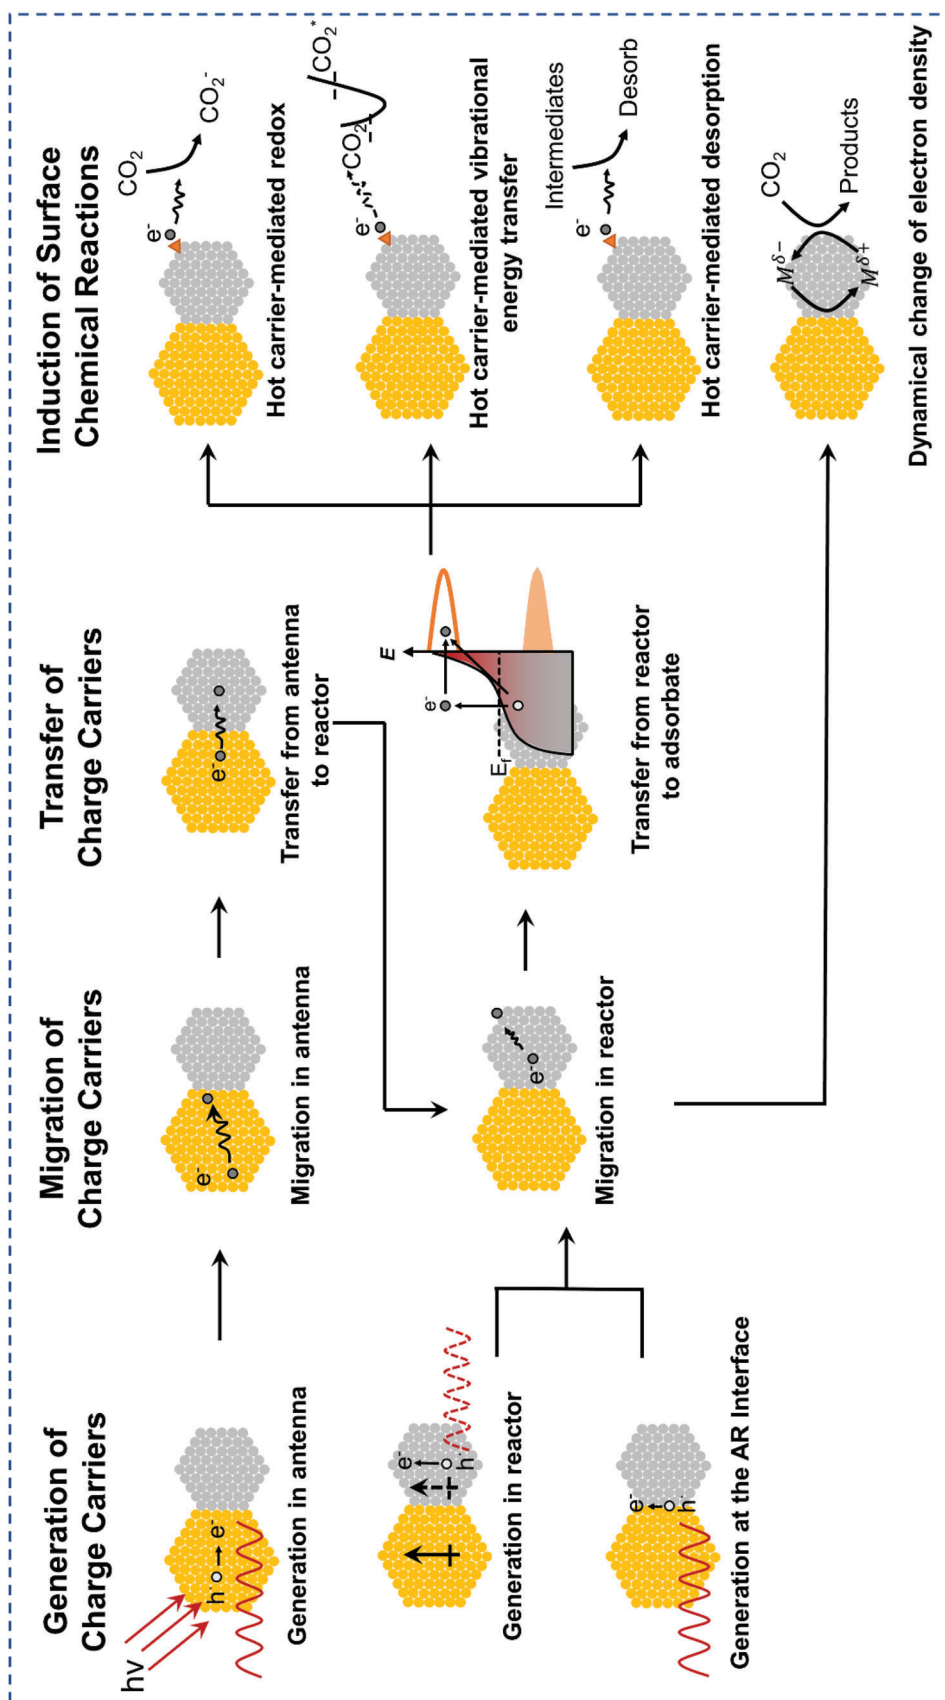 Generation of
Charge Carriers
Migration of
Charge Carriers
Transfer of
Charge Carriers
Induction of Surface
Chemical Reactions
hν
h·
e-
Generation in antenna
e-
Migration in antenna
e-
Transfer from antenna
to reactor
e-
CO₂
CO₂-
Hot carrier-mediated redox
e-
CO₂
CO₂*
Hot carrier-mediated vibrational
energy transfer
e-
h·
Generation in reactor
e-
Migration in reactor
E
Ef
e-
Transfer from reactor
to adsorbate
e-
Intermediates
Desorb
Hot carrier-mediated desorption
e-
h·
Generation at the AR Interface
Mδ−
Mδ+
CO₂
Products
Dynamical change of electron density